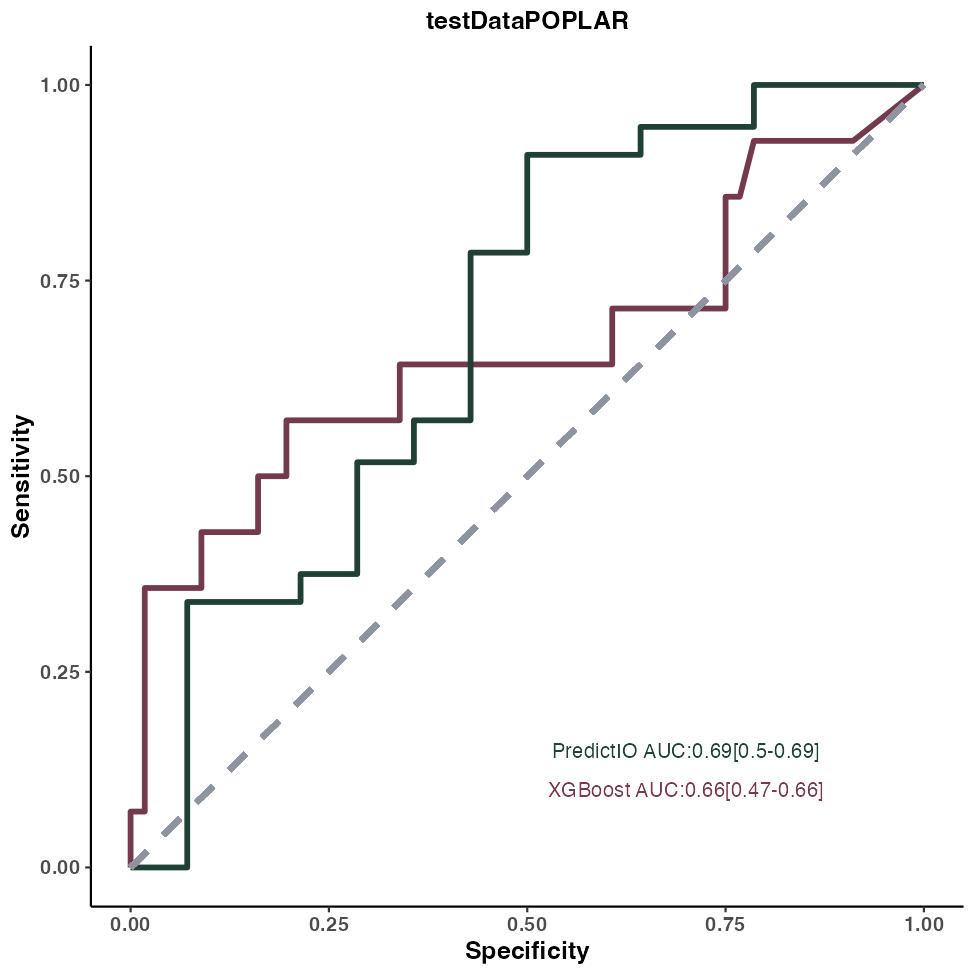 testDataPOPLAR
1.00
0.75
0.50
0.25
0.00
Sensitivity
PredictIO AUC:0.69[0.5-0.69]
XGBoost AUC:0.66[0.47-0.66]
0.00 0.25 0.50 0.75 1.00
Specificity